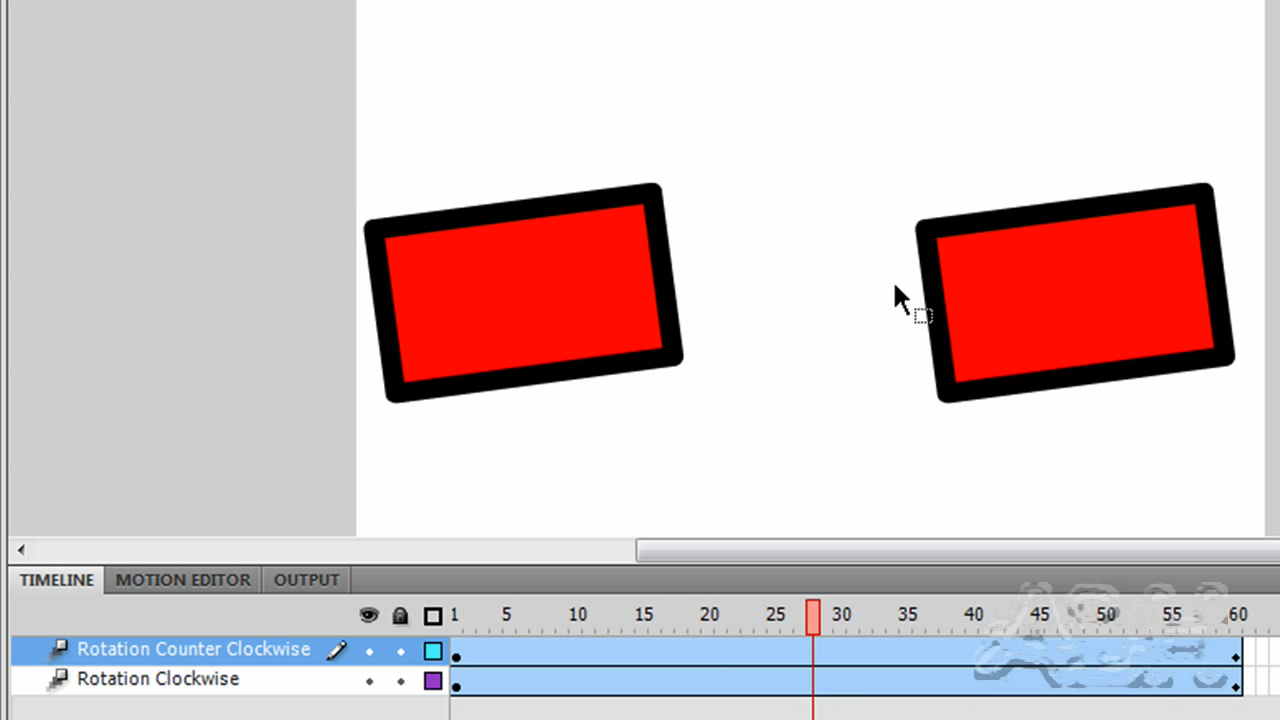 TIMELINE MOTION EDITOR OUTPUT
1 5 10 15 20 25 30 35 40 45 50 55 60
Rotation Counter Clockwise
Rotation Clockwise